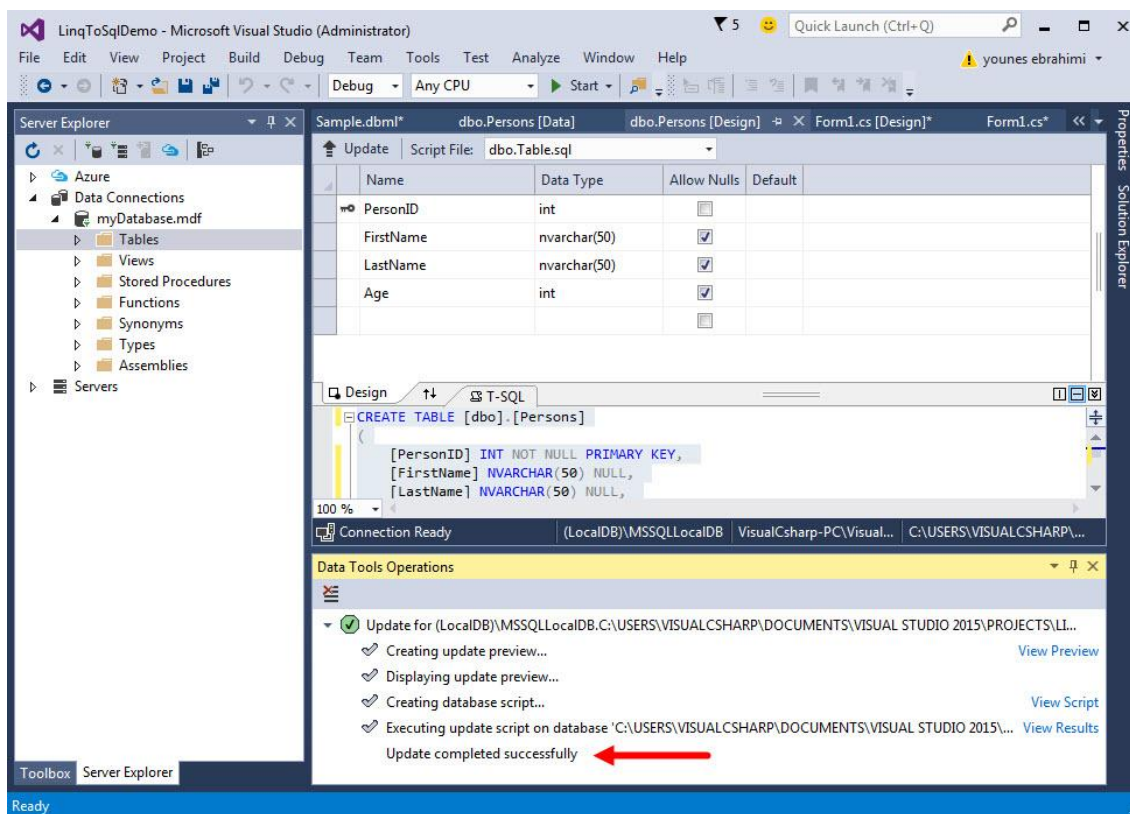 LinqToSqlDemo - Microsoft Visual Studio (Administrator) 5 Quick Launch (Ctrl+Q)
File Edit View Project Build Debug Team Tools Test Analyze Window Help younes ebrahimi
Debug Any CPU Start
Server Explorer
Azure
Data Connections
myDatabase.mdf
Tables
Views
Stored Procedures
Functions
Synonyms
Types
Assemblies
Servers
Toolbox Server Explorer
Sample.dbml* dbo.Persons [Data] dbo.Persons [Design] Form1.cs [Design]* Form1.cs*
Update Script File: dbo.Table.sql
Name Data Type Allow Nulls Default
PersonID int
FirstName nvarchar(50)
LastName nvarchar(50)
Age int
Design T-SQL
CREATE TABLE [dbo].[Persons]
(
[PersonID] INT NOT NULL PRIMARY KEY,
[FirstName] NVARCHAR(50) NULL,
[LastName] NVARCHAR(50) NULL,
100 %
Connection Ready (LocalDB)\MSSQLLocalDB VisualCsharp-PC\Visual... C:\USERS\VISUALCSHARP\...
Data Tools Operations
Update for (LocalDB)\MSSQLLocalDB.C:\USERS\VISUALCSHARP\DOCUMENTS\VISUAL STUDIO 2015\PROJECTS\LI...
Creating update preview... View Preview
Displaying update preview...
Creating database script... View Script
Executing update script on database 'C:\USERS\VISUALCSHARP\DOCUMENTS\VISUAL STUDIO 2015\... View Results
Update completed successfully
Properties
Solution Explorer
Ready